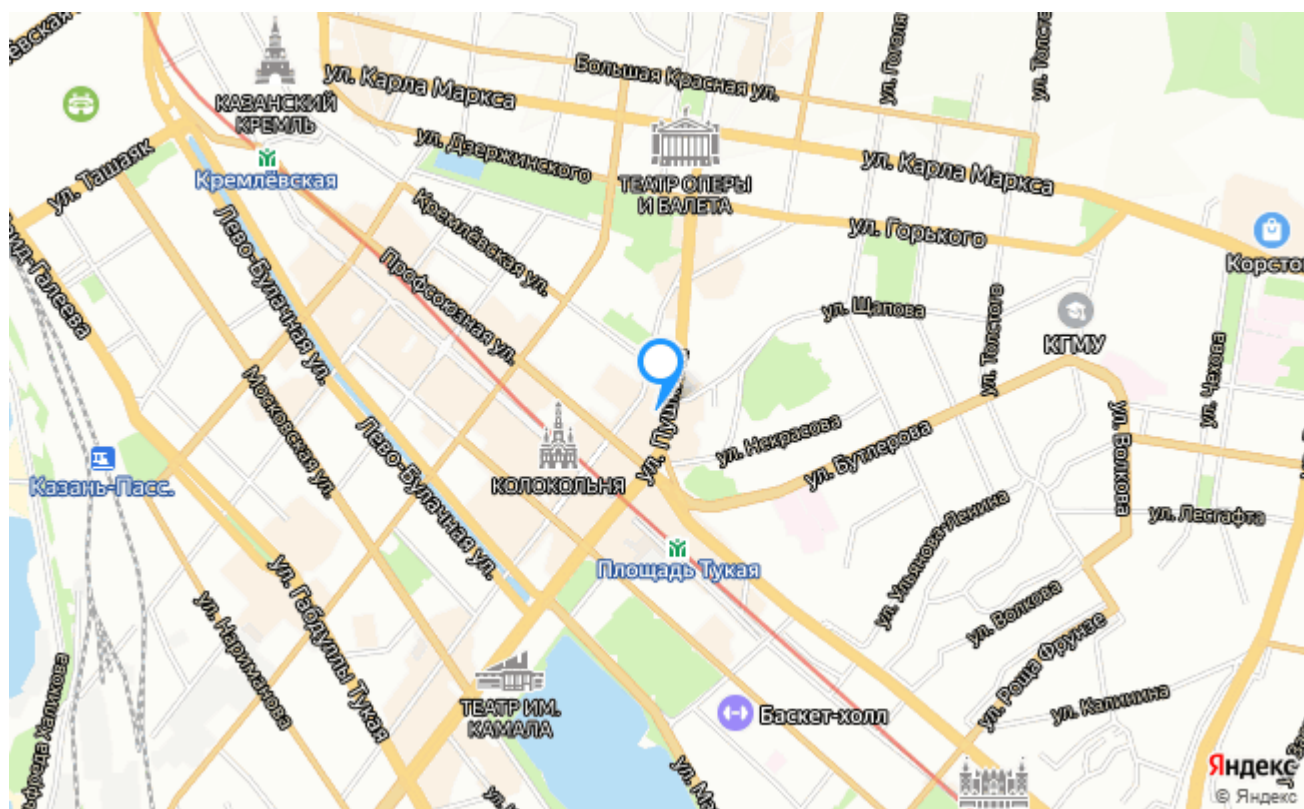 ул. Гоголя
ул. Толсто
Большая Красная ул.
ул. Карла Маркса
КАЗАНСКИЙ
КРЕМЛЬ
ул. Дзержинского
ул. Ташаяк
Кремлёвская
ТЕАТР ОПЕРЫ
И БАЛЕТА
ул. Карла Маркса
Кремлёвская ул.
ул. Горького
Корстон
Лево-Булачная ул.
Профсоюзная ул.
ул. Щапова
ул. Толстого
КГМУ
ул. Чехова
Московская ул.
ул. Некрасова
ул. Бутлерова
ул. Волкова
Казань-Пасс.
КОЛОКОЛЬНЯ
Лево-Булачная ул.
ул. Лесгафта
Площадь Тукая
ул. Ульянова-Ленина
ул. Габдуллы Тукая
ул. Нариманова
ул. Волкова
ул. Роща Фрунзе
ул. Калинина
ТЕАТР ИМ.
КАМАЛА
Баскет-холл
Яндекс
© Яндекс